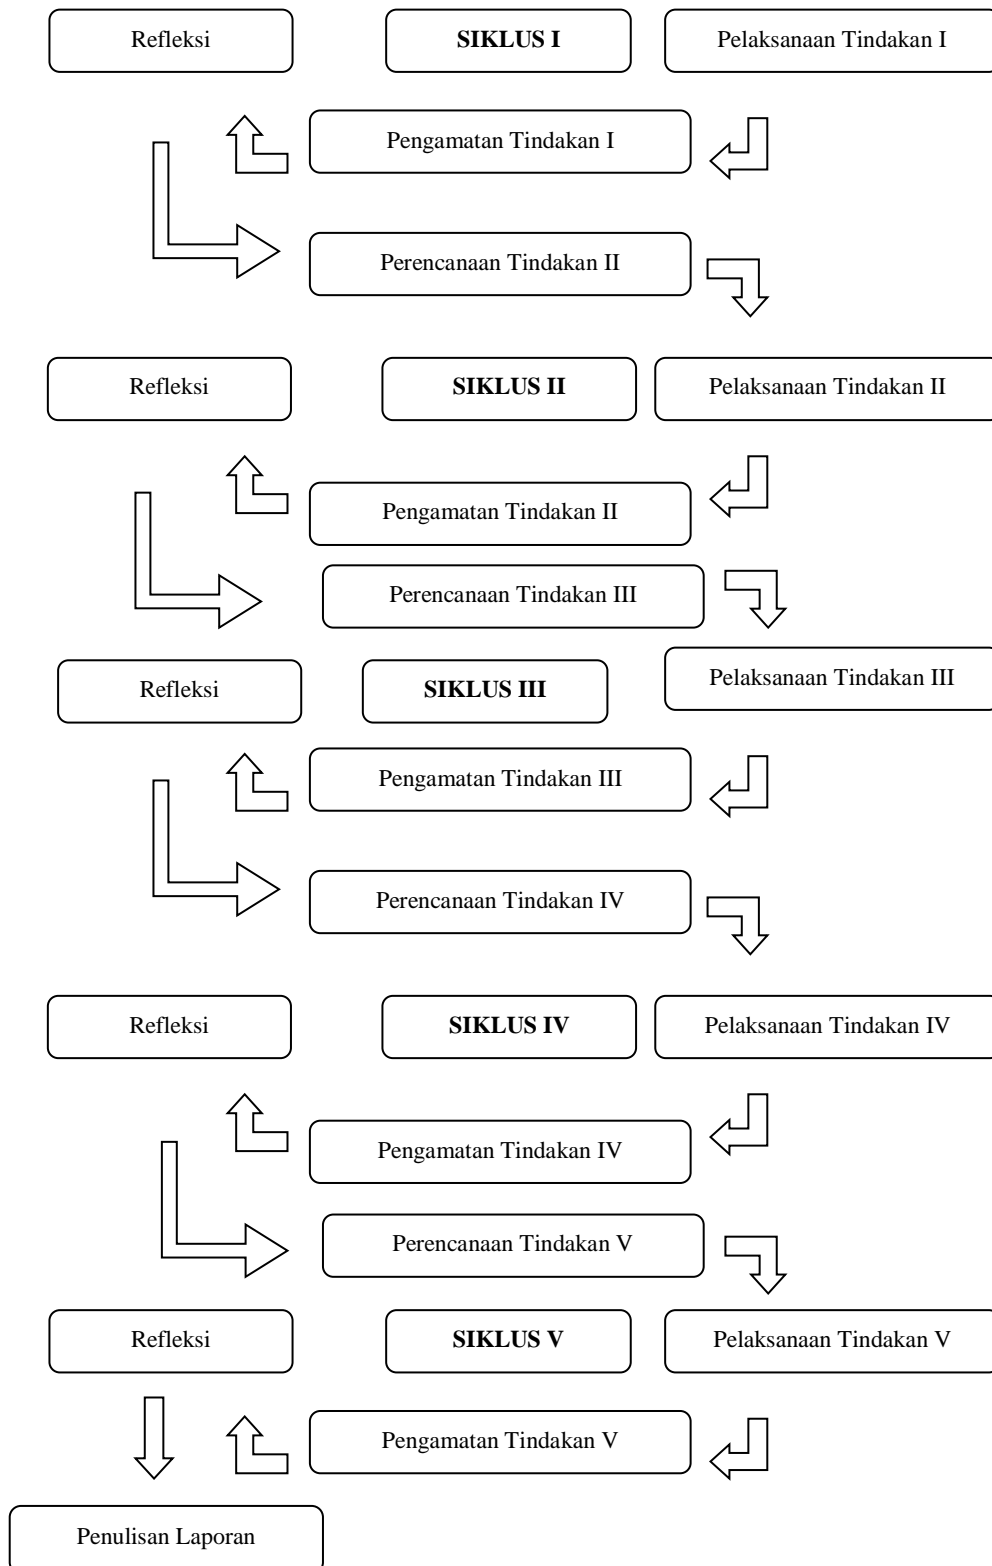 Refleksi
SIKLUS I
Pelaksanaan Tindakan I
Pengamatan Tindakan I
Perencanaan Tindakan II
Refleksi
SIKLUS II
Pelaksanaan Tindakan II
Pengamatan Tindakan II
Perencanaan Tindakan III
Refleksi
SIKLUS III
Pelaksanaan Tindakan III
Pengamatan Tindakan III
Perencanaan Tindakan IV
Refleksi
SIKLUS IV
Pelaksanaan Tindakan IV
Pengamatan Tindakan IV
Perencanaan Tindakan V
Refleksi
SIKLUS V
Pelaksanaan Tindakan V
Pengamatan Tindakan V
Penulisan Laporan